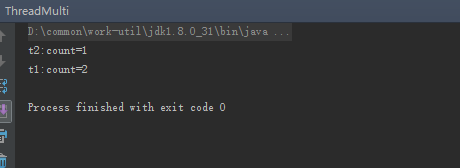 ThreadMulti
D:\common\work-util\jdk1.8.0_31\bin\java ...
t2:count=1
t1:count=2
Process finished with exit code 0